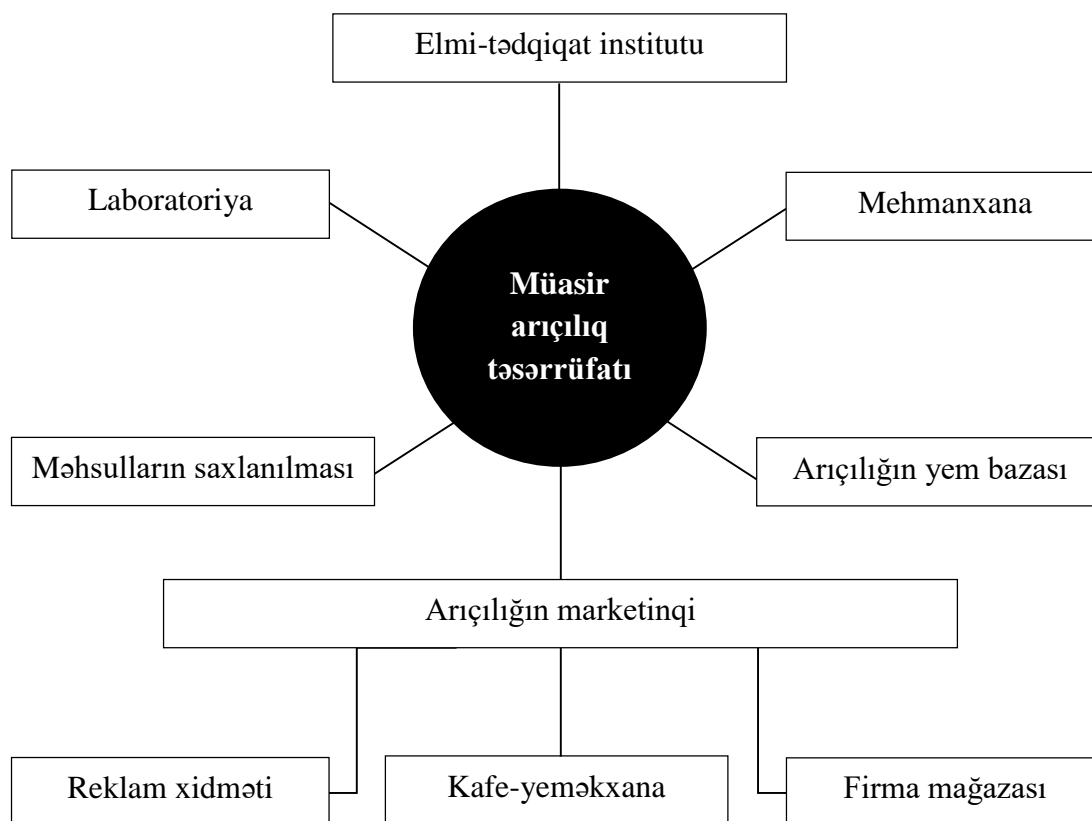 Elmi-tədqiqat institutu
Laboratoriya
Mehmanxana
Müasir
arıçılıq
təsərrüfatı
Məhsulların saxlanılması
Arıçılığın yem bazası
Arıçılığın marketinqi
Reklam xidməti
Kafe-yeməkxana
Firma mağazası